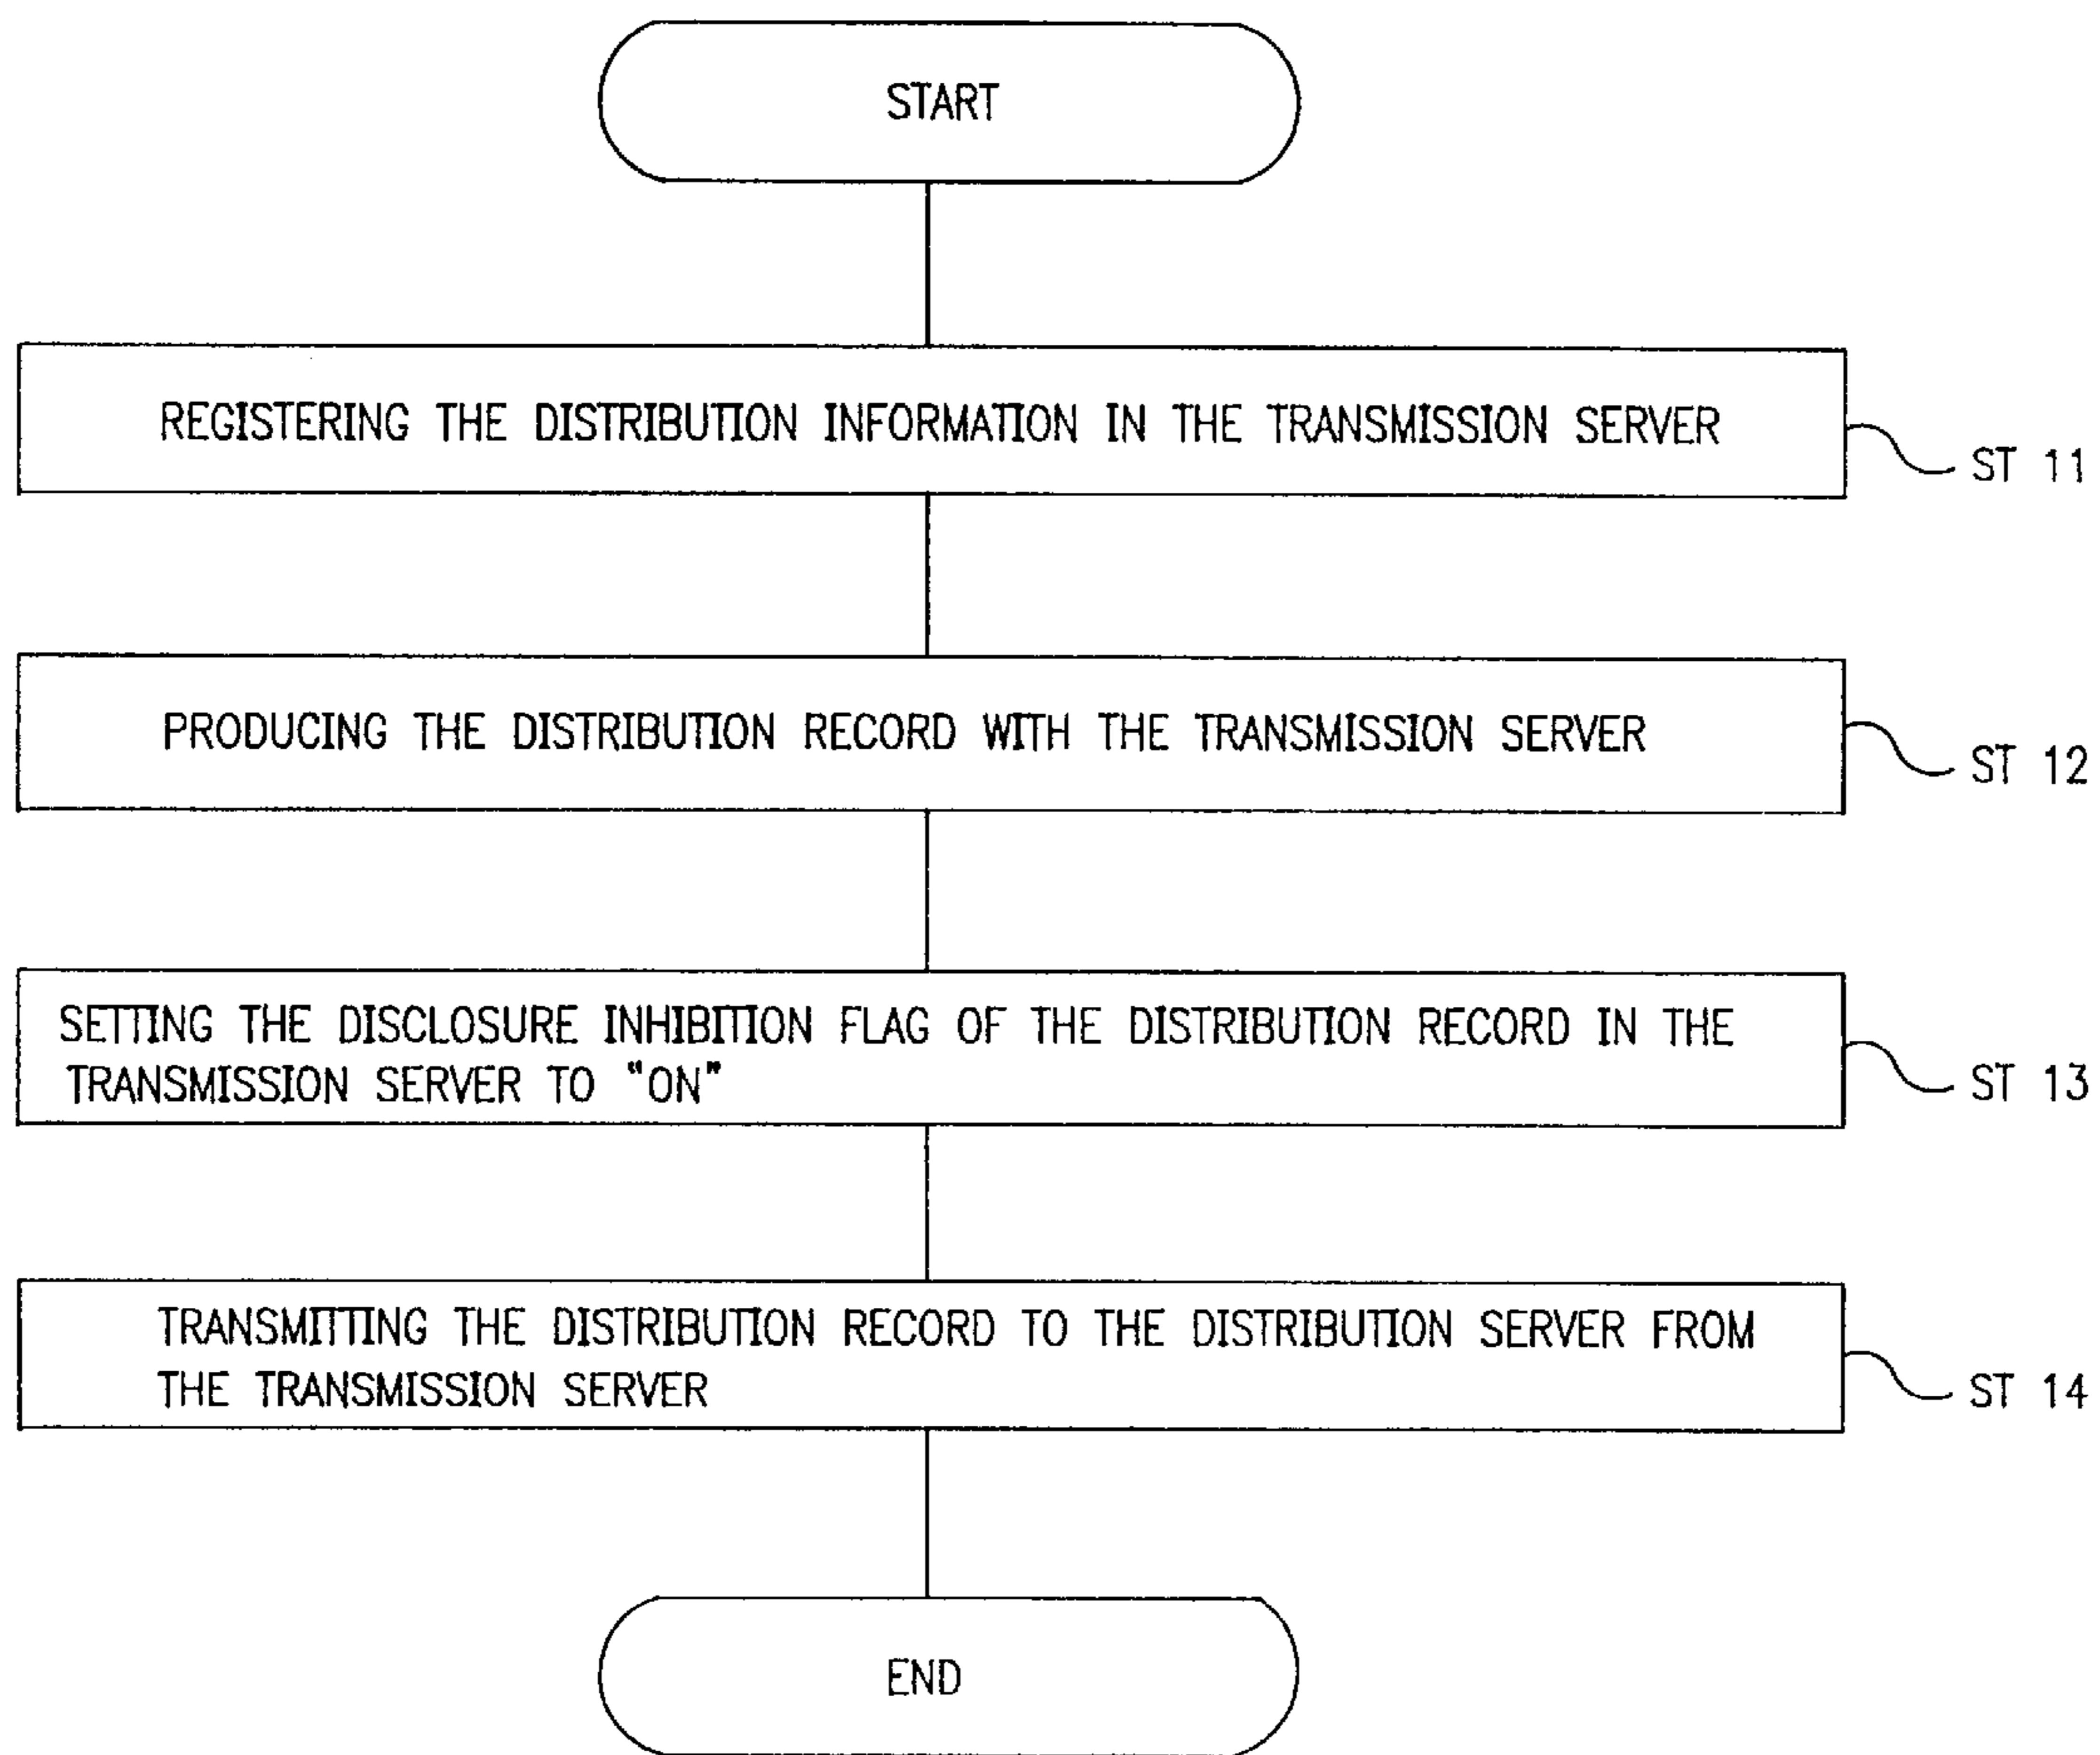 START
REGISTERING THE DISTRIBUTION INFORMATION IN THE TRANSMISSION SERVER
ST 11
PRODUCING THE DISTRIBUTION RECORD WITH THE TRANSMISSION SERVER
ST 12
SETTING THE DISCLOSURE INHIBITION FLAG OF THE DISTRIBUTION RECORD IN THE
TRANSMISSION SERVER TO "ON"
ST 13
TRANSMITTING THE DISTRIBUTION RECORD TO THE DISTRIBUTION SERVER FROM
THE TRANSMISSION SERVER
ST 14
END